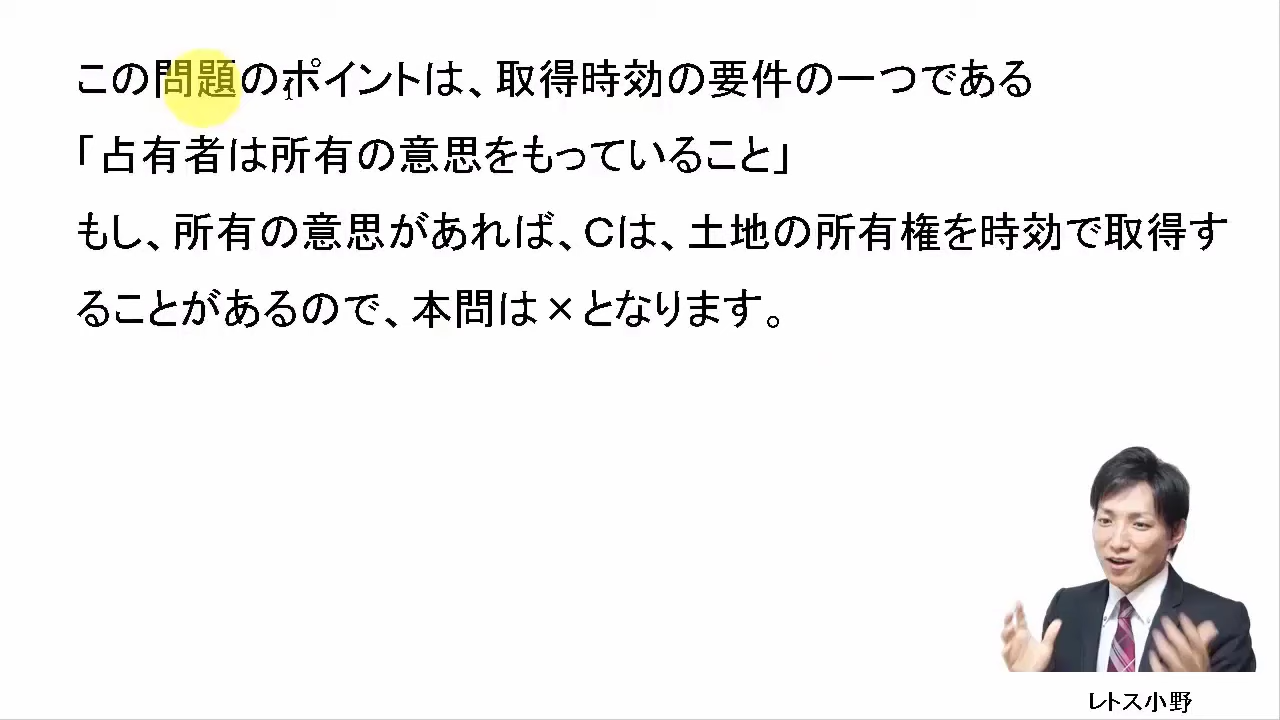 この問題のポイントは、取得時効の要件の一つである
「占有者は所有の意思をもっていること」
もし、所有の意思があれば、Cは、土地の所有権を時効で取得す
ることがあるので、本問は×となります。
レトス小野